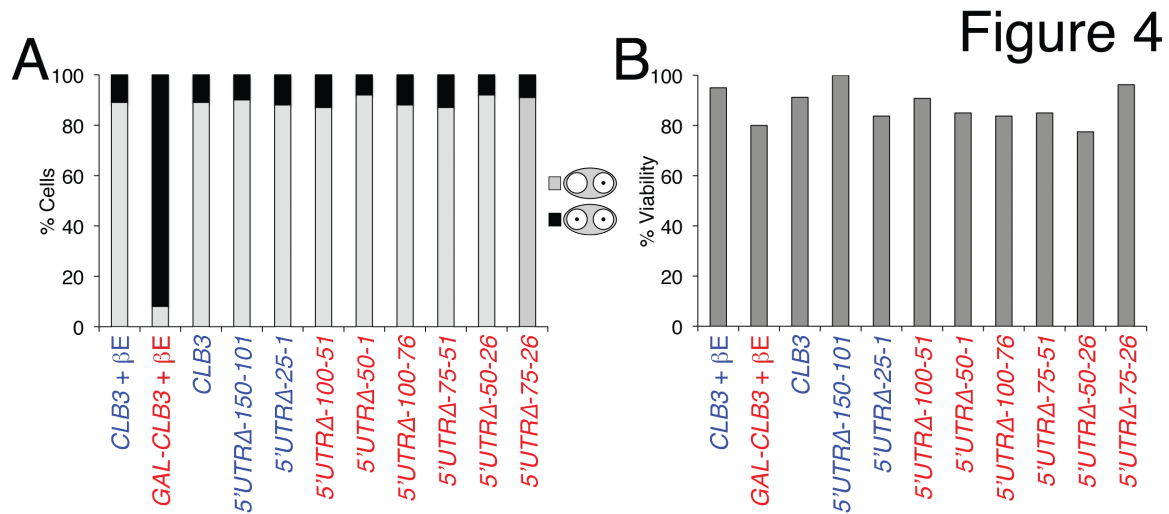 Figure 4
A
100
80
60
40
20
0
% Cells
CLB3 + βE
GAL-CLB3 + βE
CLB3
5'UTRΔ-150-101
5'UTRΔ-25-1
5'UTRΔ-100-51
5'UTRΔ-50-1
5'UTRΔ-100-76
5'UTRΔ-75-51
5'UTRΔ-50-26
5'UTRΔ-75-26
B
100
80
60
40
20
0
% Viability
CLB3 + βE
GAL-CLB3 + βE
CLB3
5'UTRΔ-150-101
5'UTRΔ-25-1
5'UTRΔ-100-51
5'UTRΔ-50-1
5'UTRΔ-100-76
5'UTRΔ-75-51
5'UTRΔ-50-26
5'UTRΔ-75-26